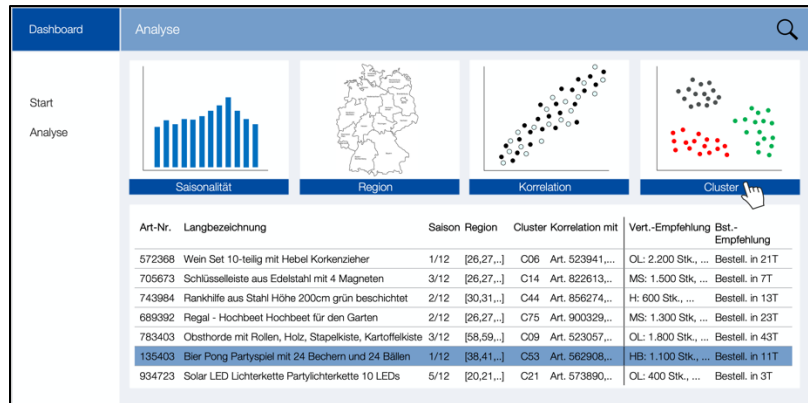 Dashboard
Analyse
Start
Analyse
Saisonalität
Region
Korrelation
Cluster
Art-Nr. Langbezeichnung Saison Region Cluster Korrelation mit Vert.-Empfehlung Bst.-
Empfehlung
572368 Wein Set 10-teilig mit Hebel Korkenzieher 1/12 [26,27,..] C06 Art. 523941,... OL: 2.200 Stk., ... Bestell. in 21T
705673 Schlüsselleiste aus Edelstahl mit 4 Magneten 3/12 [26,27,..] C14 Art. 822613,.. MS: 1.500 Stk, ... Bestell. in 7T
743984 Rankhilfe aus Stahl Höhe 200cm grün beschichtet 2/12 [30,31,..] C44 Art. 856274,.. H: 600 Stk., ... Bestell. in 13T
689392 Regal - Hochbeet Hochbeet für den Garten 2/12 [26,27,..] C75 Art. 900329,.. MS: 1.300 Stk, ... Bestell. in 23T
783403 Obsthorde mit Rollen, Holz, Stapelkiste, Kartoffelkiste 3/12 [58,59,..] C09 Art. 523057,.. OL: 1.800 Stk., ... Bestell. in 43T
135403 Bier Pong Partyspiel mit 24 Bechern und 24 Bällen 1/12 [38,41,..] C53 Art. 562908,.. HB: 1.100 Stk., ... Bestell. in 11T
934723 Solar LED Lichterkette Partylichterkette 10 LEDs 5/12 [20,21,..] C21 Art. 573890,.. OL: 400 Stk., ... Bestell. in 3T